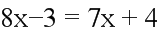 8x−3 = 7x + 4